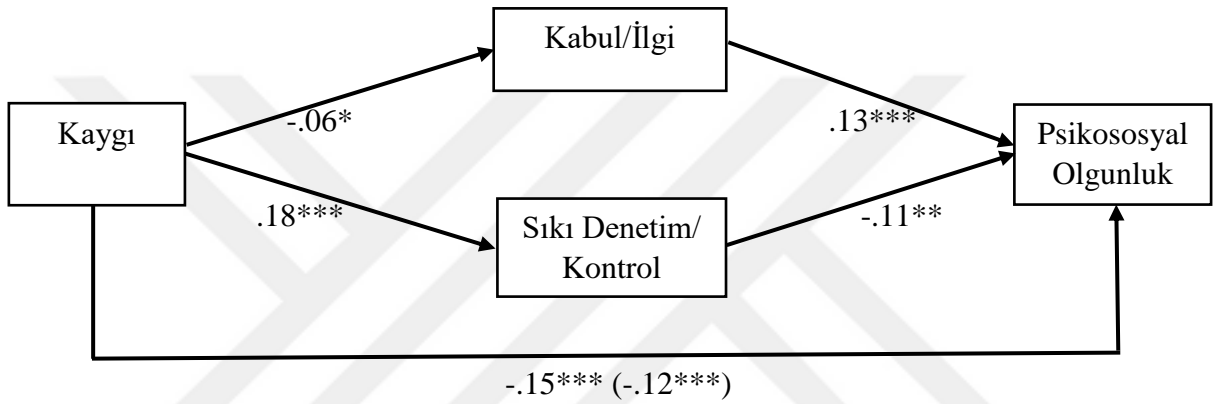 Kabul/İlgi
Kaygı
-.06*
.13***
Psikososyal
Olgunluk
.18***
Sıkı Denetim/
Kontrol
-.11**
-.15*** (-.12***)